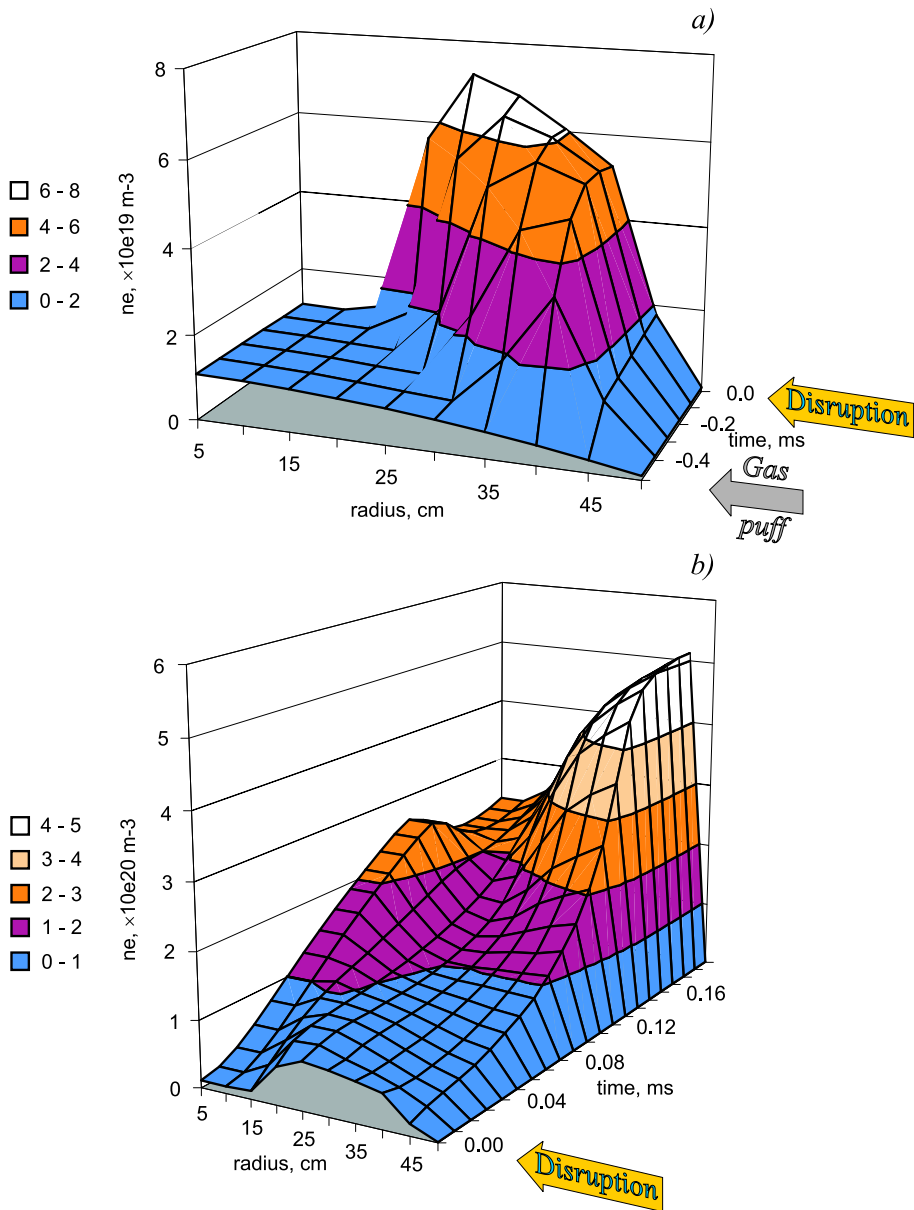 a)
8
6
4
2
0
ne, ×10e19 m-3
6 - 8
4 - 6
2 - 4
0 - 2
5
15
25
35
45
radius, cm
0.0
-0.2
-0.4
time, ms
Disruption
Gas
puff
b)
6
5
4
3
2
1
0
ne, ×10e20 m-3
4 - 5
3 - 4
2 - 3
1 - 2
0 - 1
5
15
25
35
45
radius, cm
0.16
0.12
0.08
0.04
0.00
time, ms
Disruption